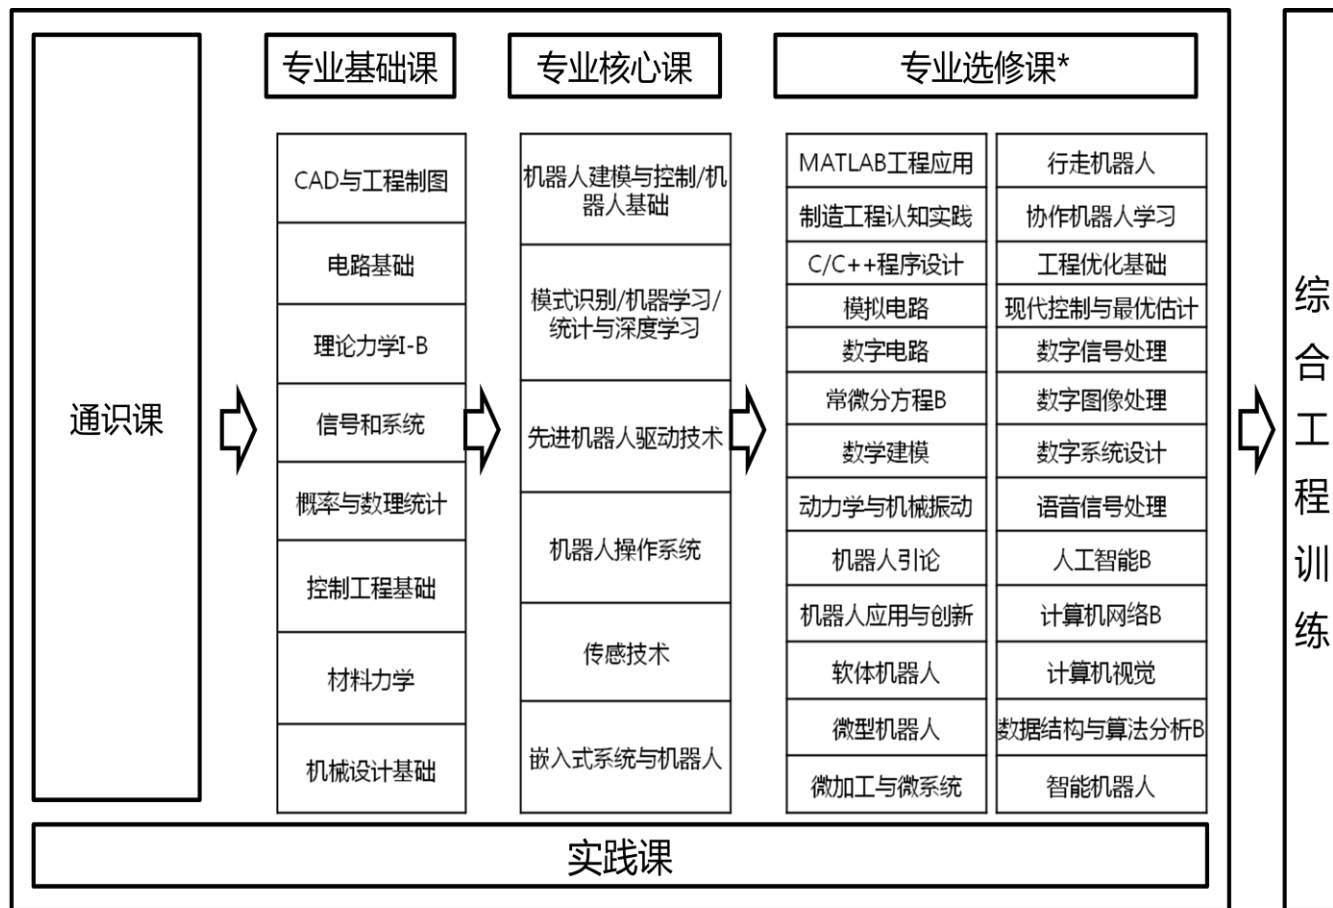 通识课
专业基础课
CAD与工程制图
电路基础
理论力学I-B
信号和系统
概率与数理统计
控制工程基础
材料力学
机械设计基础
专业核心课
机器人建模与控制/机
器人基础
模式识别/机器学习/
统计与深度学习
先进机器人驱动技术
机器人操作系统
传感技术
嵌入式系统与机器人
专业选修课*
MATLAB工程应用
制造工程认知实践
C/C++程序设计
模拟电路
数字电路
常微分方程B
数学建模
动力学与机械振动
机器人引论
机器人应用与创新
软体机器人
微型机器人
微加工与微系统
行走机器人
协作机器人学习
工程优化基础
现代控制与最优估计
数字信号处理
数字图像处理
数字系统设计
语音信号处理
人工智能B
计算机网络B
计算机视觉
数据结构与算法分析B
智能机器人
实践课
综合工程训练